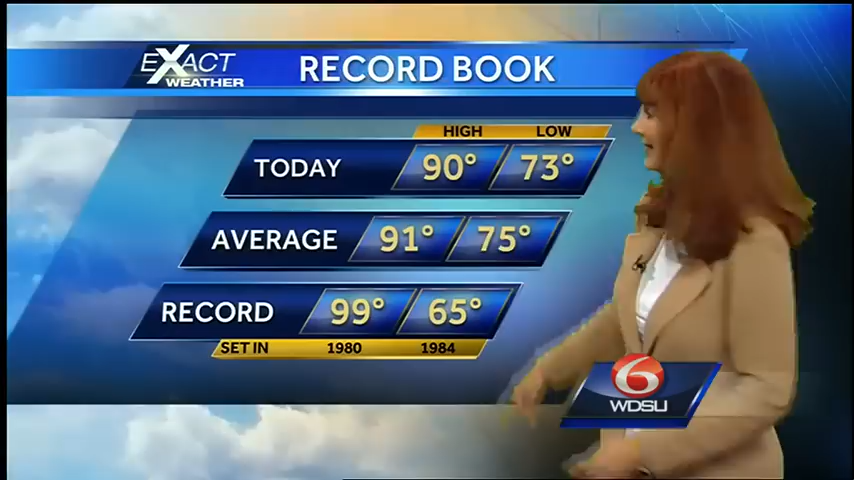 EXACT
WEATHER
RECORD BOOK
HIGH LOW
TODAY 90° 73°
AVERAGE 91° 75°
RECORD 99° 65°
SET IN 1980 1984
6
WDSU